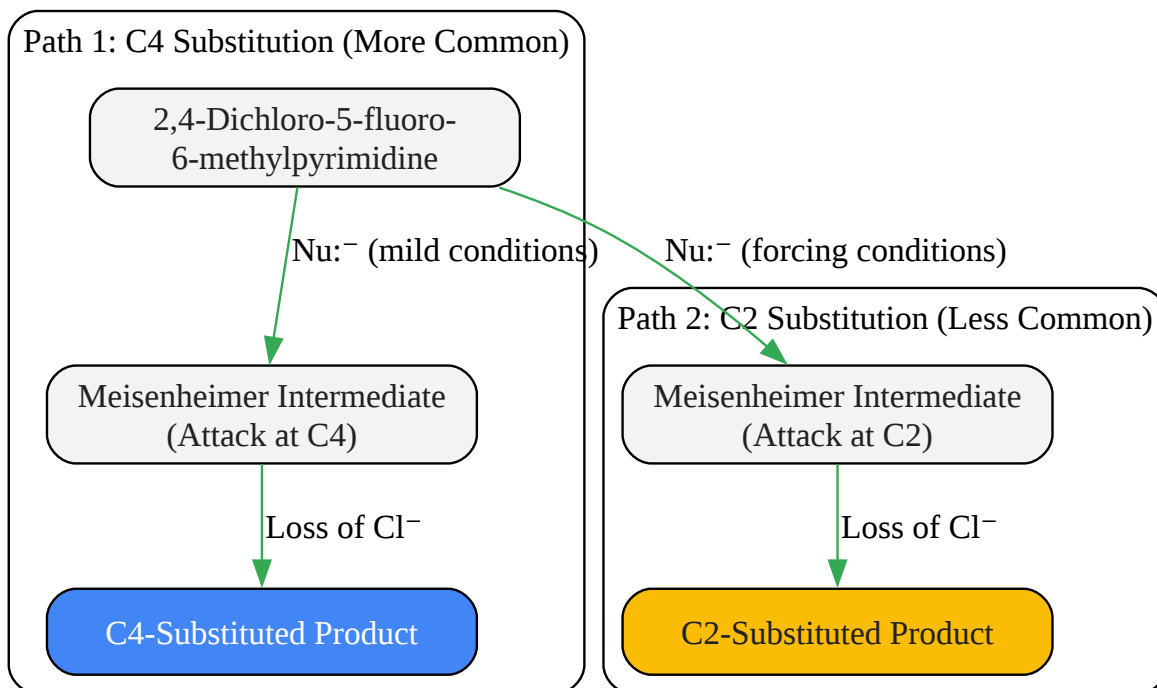 Path 1: C4 Substitution (More Common)
2,4-Dichloro-5-fluoro-
6-methylpyrimidine
Nu:⁻ (mild conditions)
Nu:⁻ (forcing conditions)
Path 2: C2 Substitution (Less Common)
Meisenheimer Intermediate
(Attack at C4)
Meisenheimer Intermediate
(Attack at C2)
Loss of Cl⁻
Loss of Cl⁻
C4-Substituted Product
C2-Substituted Product